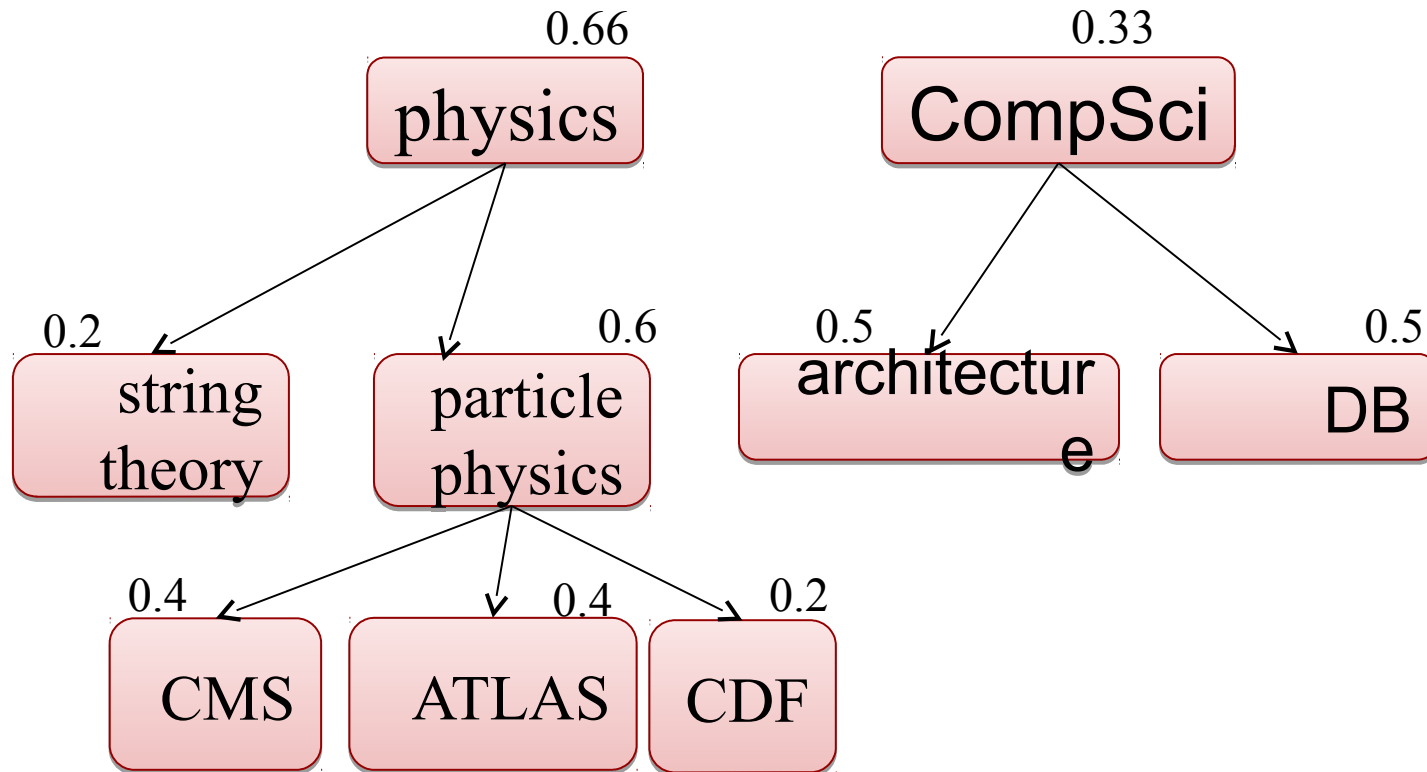 0.66
0.33
physics
CompSci
0.2
0.6
0.5
0.5
string
theory
particle
physics
architectur
e
DB
0.4
0.4
0.2
CMS
ATLAS
CDF